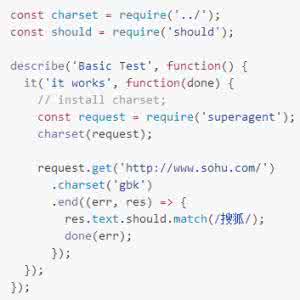 const charset = require('../');
const should = require('should');

describe('Basic Test', function() {
  it('it works', function(done) {
    // install charset;
    const request = require('superagent');
    charset(request);

    request.get('http://www.sohu.com/')
      .charset('gbk')
      .end((err, res) => {
        res.text.should.match(/搜狐/);
        done(err);
      });
  });
});